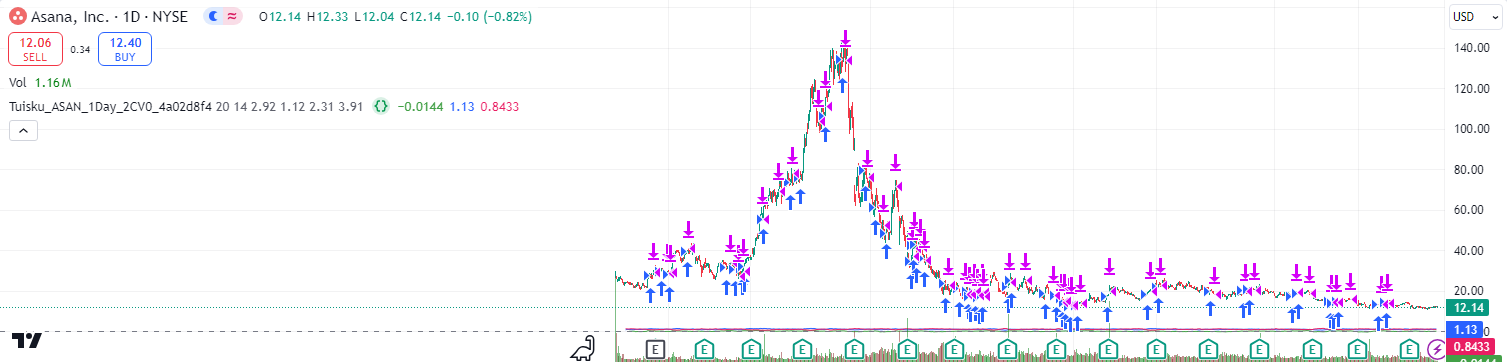 Asana, Inc. · 1D · NYSE O12.14 H12.33 L12.04 C12.14 −0.10 (−0.82%)
USD
12.06 0.34 12.40
SELL BUY
Vol 1.16 M
Tuisku_ASAN_1Day_2CV0_4a02d8f4 20 14 2.92 1.12 2.31 3.91 {} −0.0144 1.13 0.8433
140.00
120.00
100.00
80.00
60.00
40.00
20.00
12.14
1.13
0.8433
E E E E E E E E E E E E E E E E